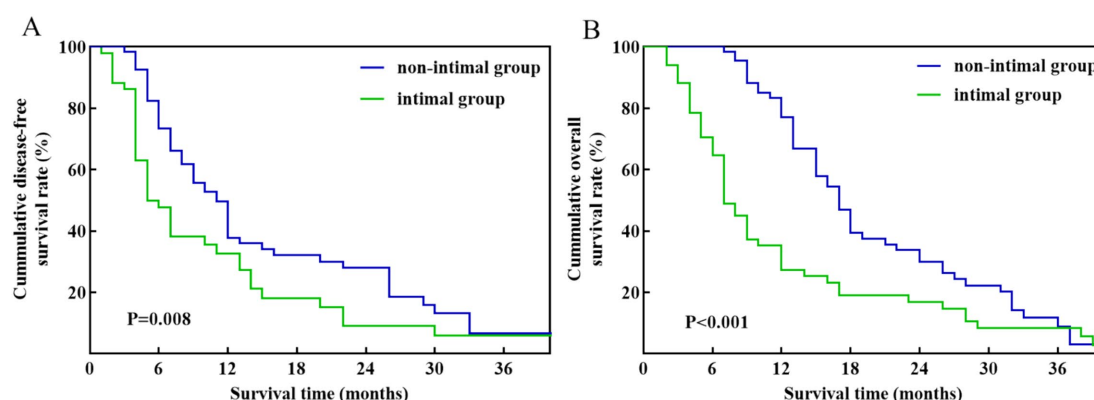 A
Cummulative disease-free
survival rate (%)
100
80
60
40
20
non-intimal group
intimal group
P=0.008
0 6 12 18 24 30 36
Survival time (months)
B
Cummulative overall
survival rate (%)
100
80
60
40
20
non-intimal group
intimal group
P<0.001
0 6 12 18 24 30 36
Survival time (months)